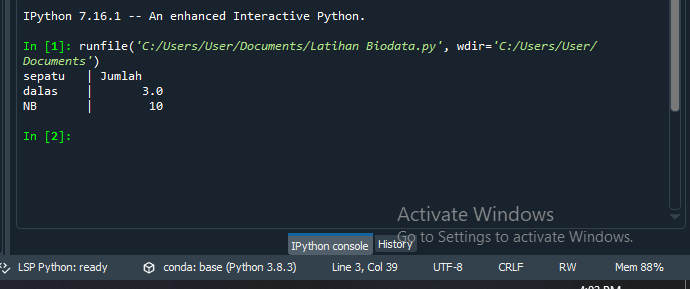 IPython 7.16.1 -- An enhanced Interactive Python.
In [1]: runfile('C:/Users/User/Documents/Latihan Biodata.py', wdir='C:/Users/User/
Documents')
sepatu | Jumlah
dalas | 3.0
NB | 10
In [2]:
Activate Windows
Go to Settings to activate Windows.
IPython console History
LSP Python: ready conda: base (Python 3.8.3) Line 3, Col 39 UTF-8 CRLF RW Mem 88%